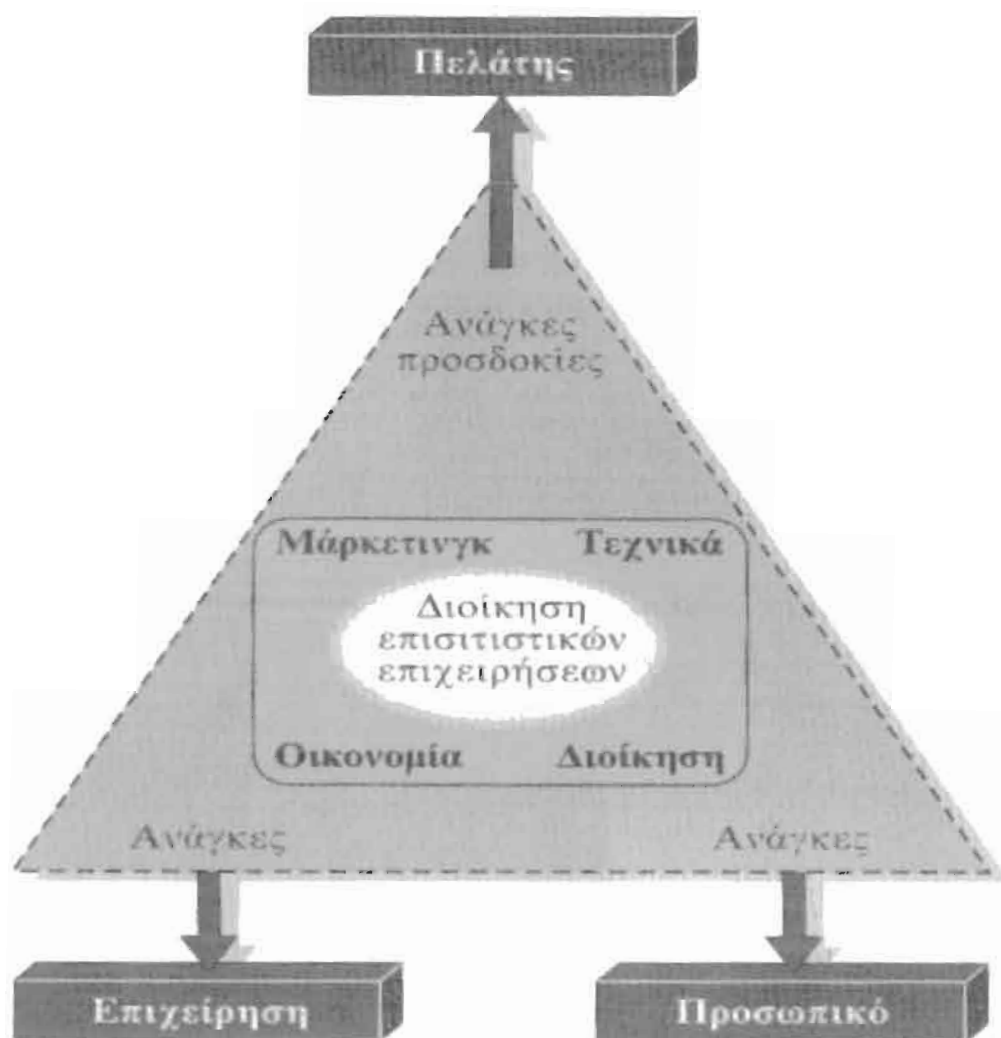 Πελάτης
Ανάγκες
προσδοκίες
Μάρκετινγκ Τεχνικά
Διοίκηση
επισιτιστικών
επιχειρήσεων
Οικονομία Διοίκηση
Ανάγκες Ανάγκες
Επιχείρηση Προσωπικό